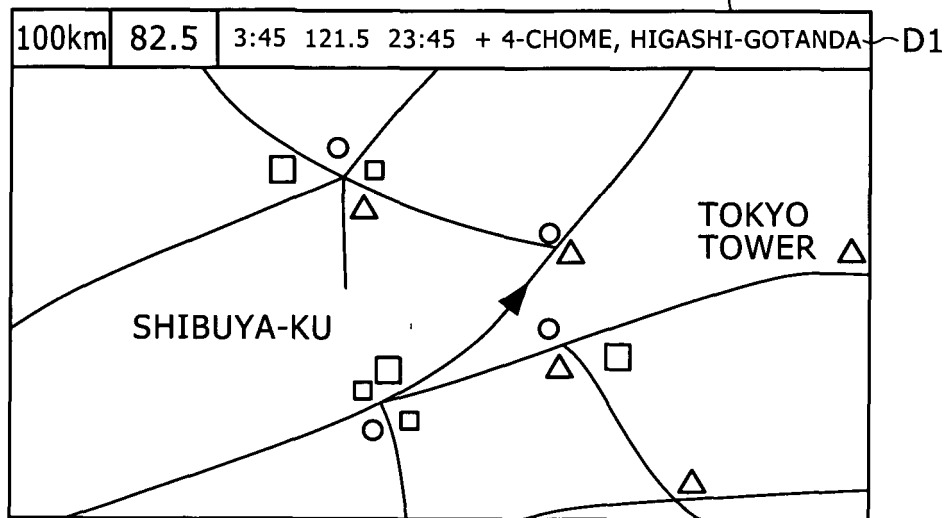 100km 82.5 3:45 121.5 23:45 + 4-CHOME, HIGASHI-GOTANDA D1
TOKYO
TOWER
SHIBUYA-KU